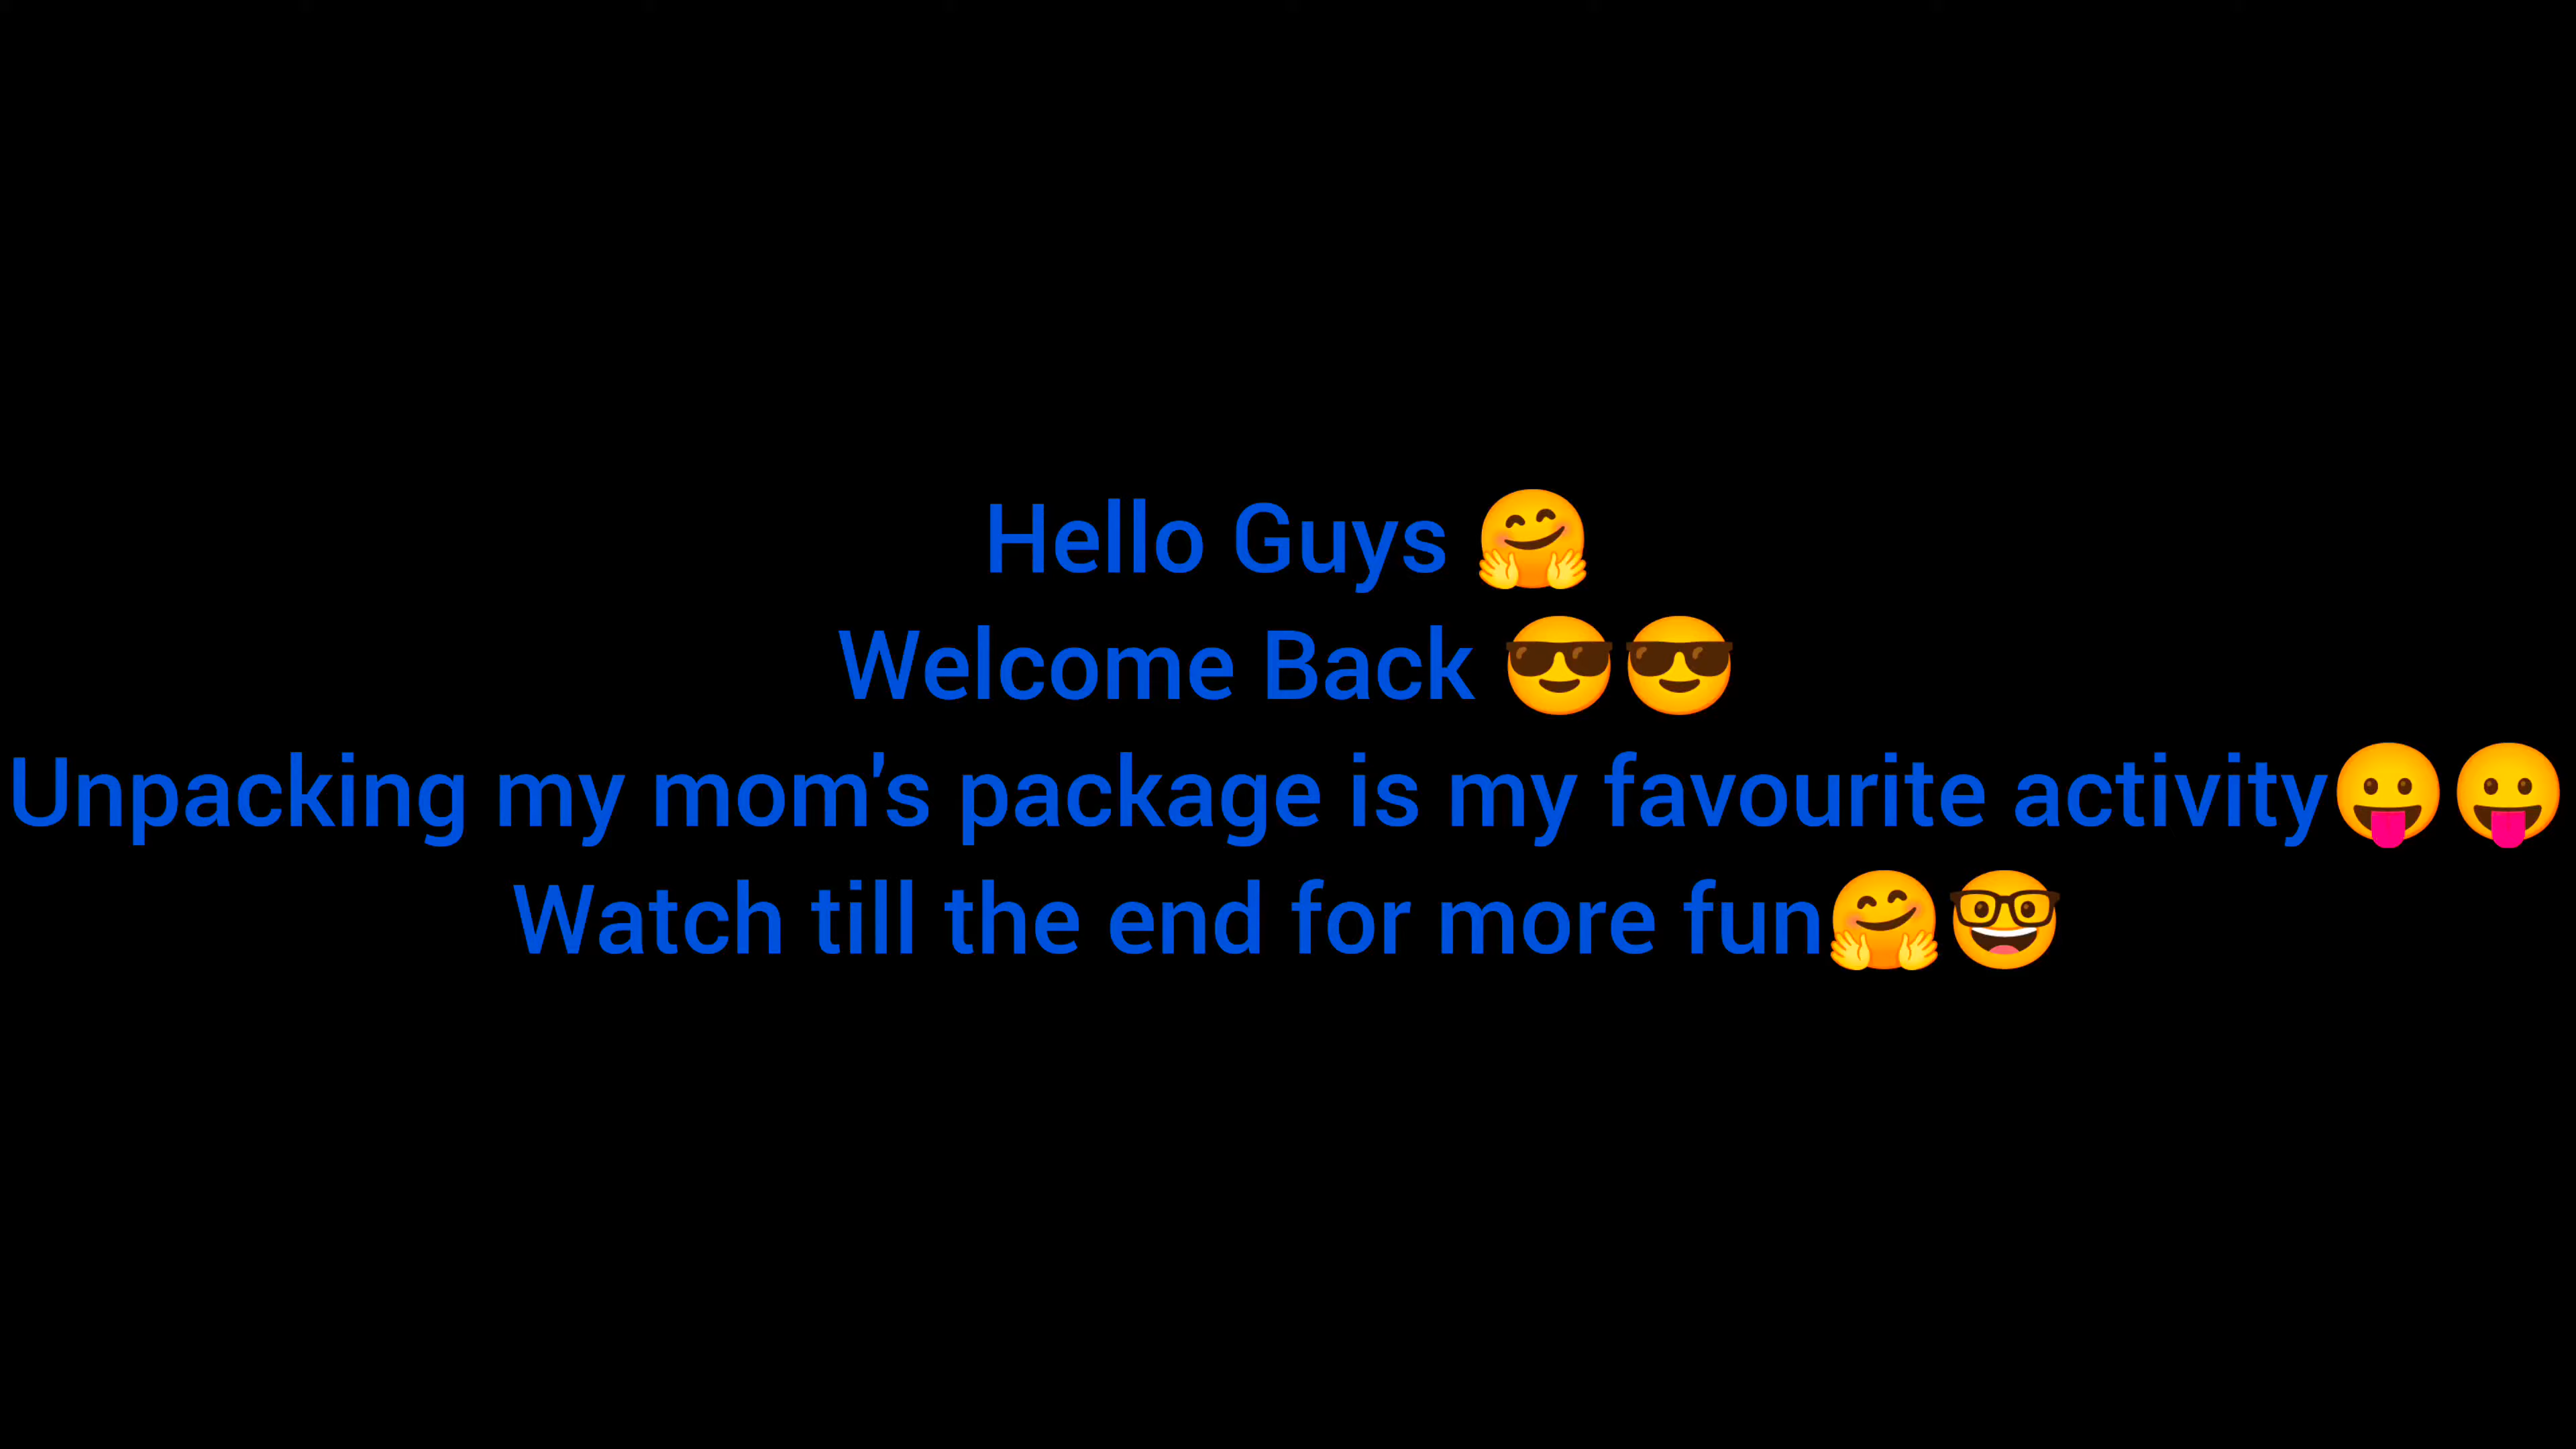 Hello Guys 🤗
Welcome Back 😎😎
Unpacking my mom's package is my favourite activity😛😛
Watch till the end for more fun🤗🤓